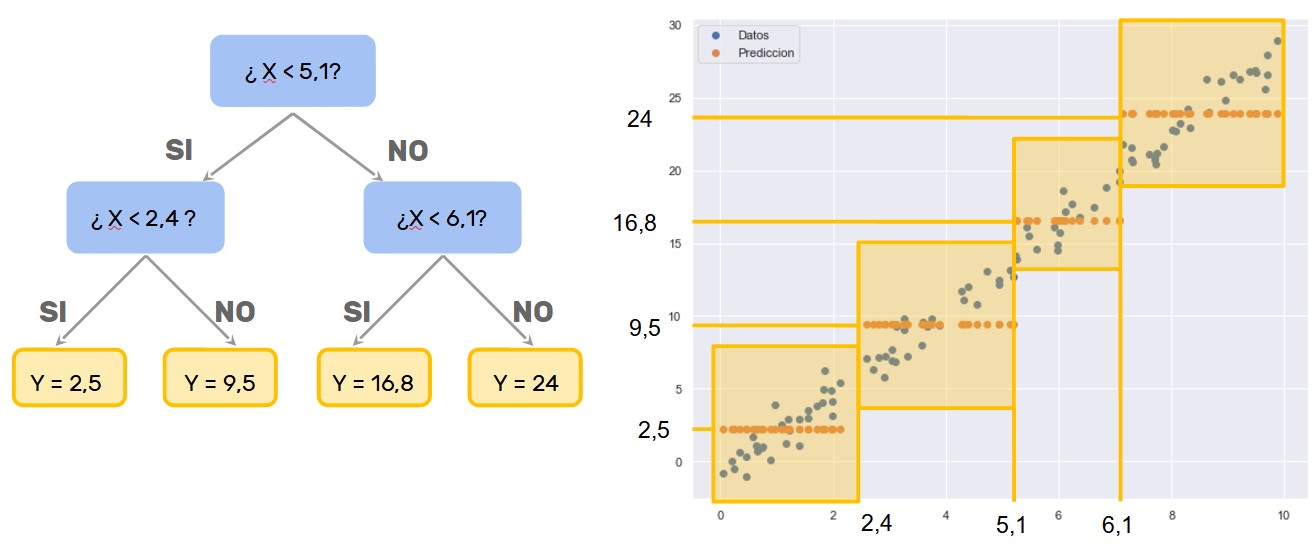 ¿ X < 5,1?
SI
NO
¿ X < 2,4 ?
¿X < 6,1?
SI
NO
SI
NO
Y = 2,5
Y = 9,5
Y = 16,8
Y = 24
Datos
Prediccion
30
25
20
15
10
5
0
24
16,8
9,5
2,5
0
2
2,4
4
5,1
6
6,1
8
10